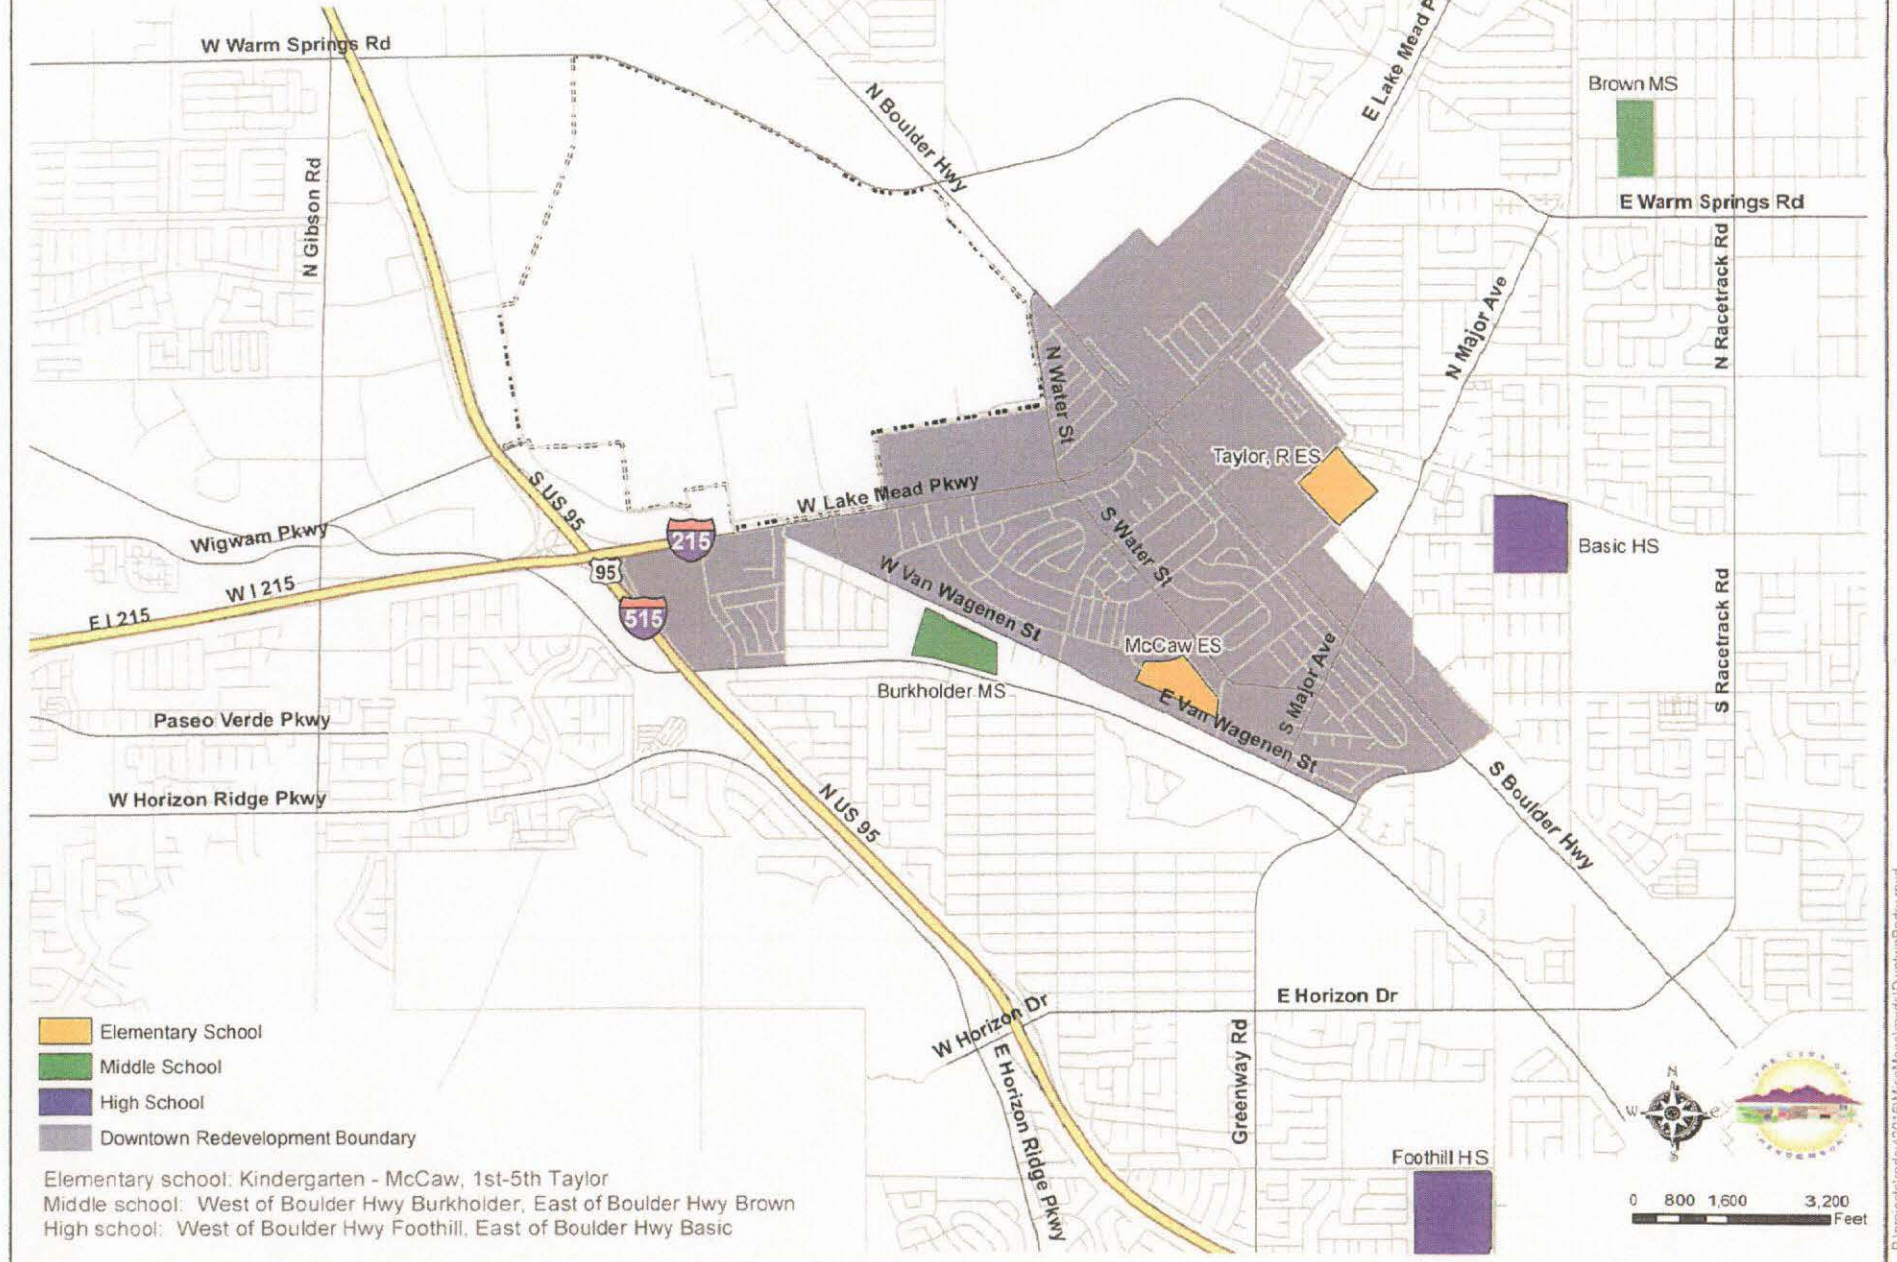 W Warm Springs Rd
N Boulder Hwy
E Lake Mead P
Brown MS
E Warm Springs Rd
N Gibson Rd
N Racetrack Rd
N Major Ave
N Water St
Taylor, R ES
W Lake Mead Pkwy
S US 95
S Water St
Basic HS
Wigwam Pkwy
215
95
W I 215
E I 215
515
W Van Wagenen St
McCaw ES
S Major Ave
S Racetrack Rd
Burkholder MS
E Van Wagenen St
Paseo Verde Pkwy
W Horizon Ridge Pkwy
N US 95
S Boulder Hwy
E Horizon Dr
W Horizon Dr
Greenway Rd
E Horizon Ridge Pkwy
Foothill HS
Elementary School
Middle School
High School
Downtown Redevelopment Boundary
Elementary school: Kindergarten - McCaw, 1st-5th Taylor
Middle school: West of Boulder Hwy Burkholder, East of Boulder Hwy Brown
High school: West of Boulder Hwy Foothill, East of Boulder Hwy Basic
N
W
E
S
0 800 1,600 3,200
Feet